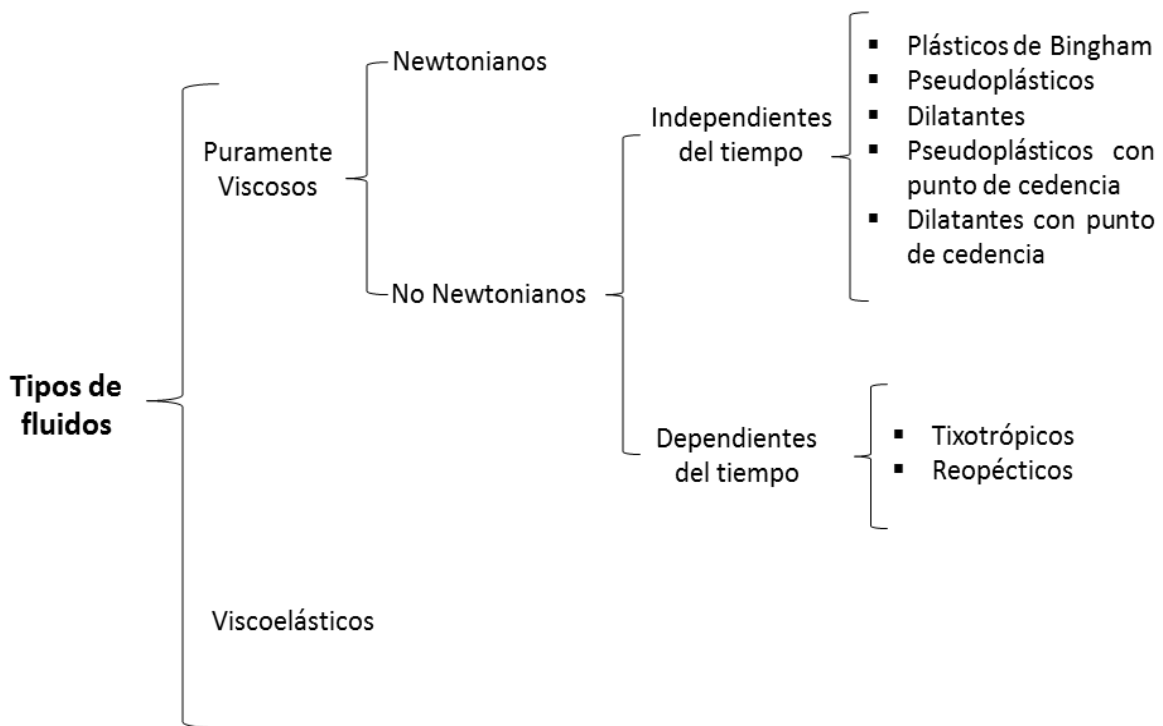 Tipos de
fluidos
Puramente
Viscosos
Newtonianos
No Newtonianos
Independientes
del tiempo
▪ Plásticos de Bingham
▪ Pseudoplásticos
▪ Dilatantes
▪ Pseudoplásticos con
punto de cedencia
▪ Dilatantes con punto
de cedencia
Dependientes
del tiempo
▪ Tixotrópicos
▪ Reopécticos
Viscoelásticos